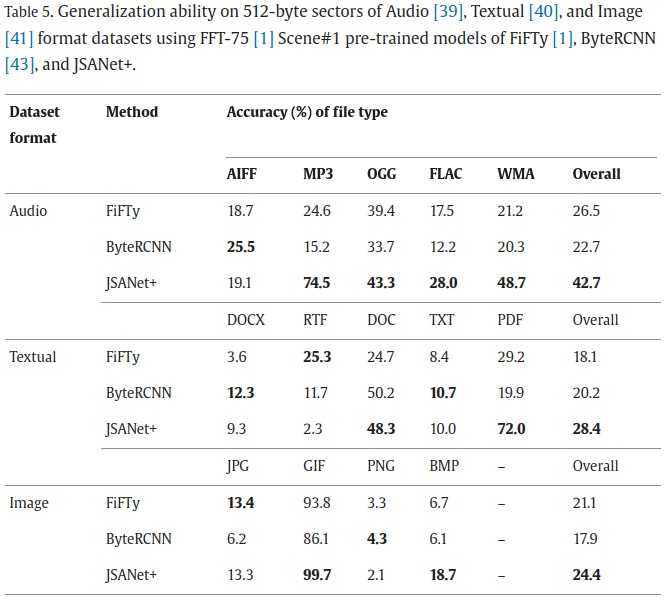 Table 5. Generalization ability on 512-byte sectors of Audio [39], Textual [40], and Image
[41] format datasets using FFT-75 [1] Scene#1 pre-trained models of FiFTy [1], ByteRCNN
[43], and JSANet+.
Dataset format Method Accuracy (%) of file type
AIFF MP3 OGG FLAC WMA Overall
Audio FiFTy 18.7 24.6 39.4 17.5 21.2 26.5
ByteRCNN 25.5 15.2 33.7 12.2 20.3 22.7
JSANet+ 19.1 74.5 43.3 28.0 48.7 42.7
DOCX RTF DOC TXT PDF Overall
Textual FiFTy 3.6 25.3 24.7 8.4 29.2 18.1
ByteRCNN 12.3 11.7 50.2 10.7 19.9 20.2
JSANet+ 9.3 2.3 48.3 10.0 72.0 28.4
JPG GIF PNG BMP – Overall
Image FiFTy 13.4 93.8 3.3 6.7 – 21.1
ByteRCNN 6.2 86.1 4.3 6.1 – 17.9
JSANet+ 13.3 99.7 2.1 18.7 – 24.4